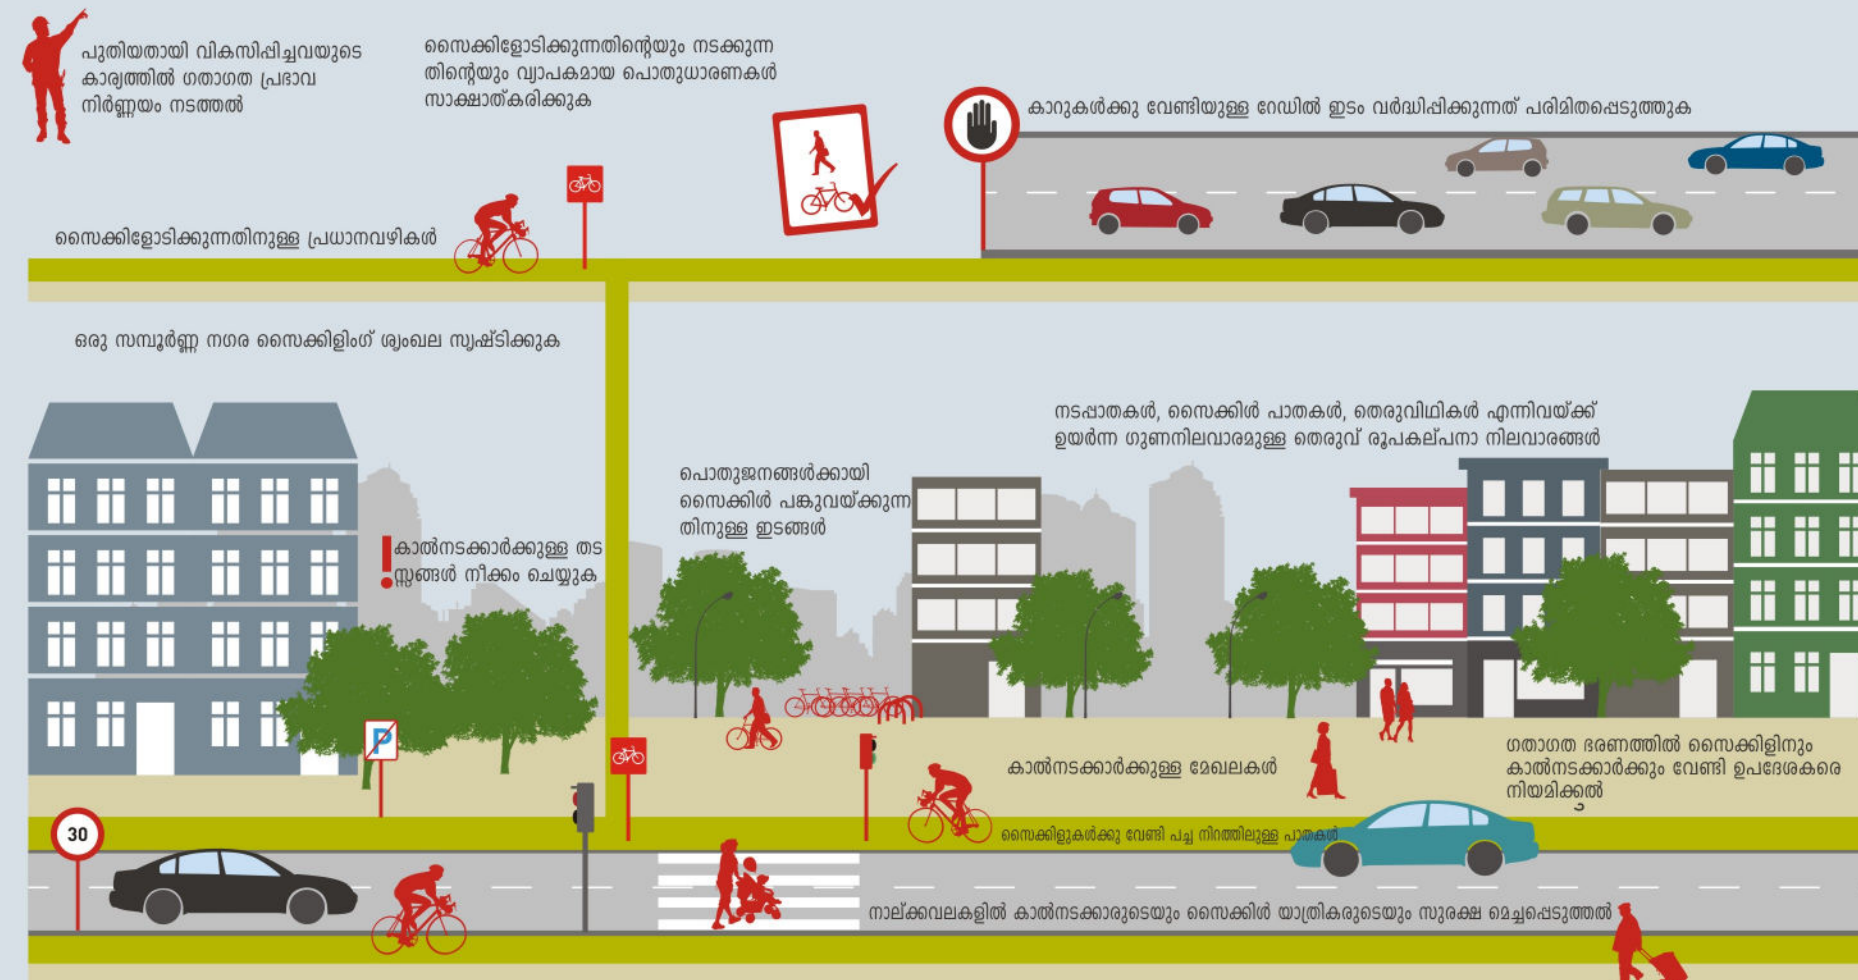 പുതിയതായി വികസിപ്പിച്ചവയുടെ
കാര്യത്തിൽ ഗതാഗത പ്രഭാവ
നിർണ്ണയം നടത്തൽ
സൈക്കിളോടിക്കുന്നതിന്റെയും നടക്കുന്ന
തിന്റെയും വ്യാപകമായ പൊതുധാരണകൾ
സാക്ഷാത്കരിക്കുക
കാറുകൾക്കു വേണ്ടിയുള്ള റേഡിൽ ഇടം വർദ്ധിപ്പിക്കുന്നത് പരിമിതപ്പെടുത്തുക
സൈക്കിളോടിക്കുന്നതിനുള്ള പ്രധാനവഴികൾ
ഒരു സമ്പൂർണ്ണ നഗര സൈക്കിളിംഗ് ശൃംഖല സൃഷ്ടിക്കുക
നടപ്പാതകൾ, സൈക്കിൾ പാതകൾ, തെരുവിഥികൾ എന്നിവയ്ക്ക്
ഉയർന്ന ഗുണനിലവാരമുള്ള തെരുവ് രൂപകല്പനാ നിലവാരങ്ങൾ
പൊതുജനങ്ങൾക്കായി
സൈക്കിൾ പങ്കുവയ്ക്കുന്ന
തിനുള്ള ഇടങ്ങൾ
കാൽനടക്കാർക്കുള്ള തട
സ്സങ്ങൾ നീക്കം ചെയ്യുക
P
കാൽനടക്കാർക്കുള്ള മേഖലകൾ
ഗതാഗത ഭരണത്തിൽ സൈക്കിളിനും
കാൽനടക്കാർക്കും വേണ്ടി ഉപദേശകരെ
നിയമിക്കുൽ
30
സൈക്കിളുകൾക്കു വേണ്ടി പച്ച നിറത്തിലുള്ള പാതകൾ
നാല്ക്കവലകളിൽ കാൽനടക്കാരുടെയും സൈക്കിൾ യാത്രികരുടെയും സുരക്ഷ മെച്ചപ്പെടുത്തൽ